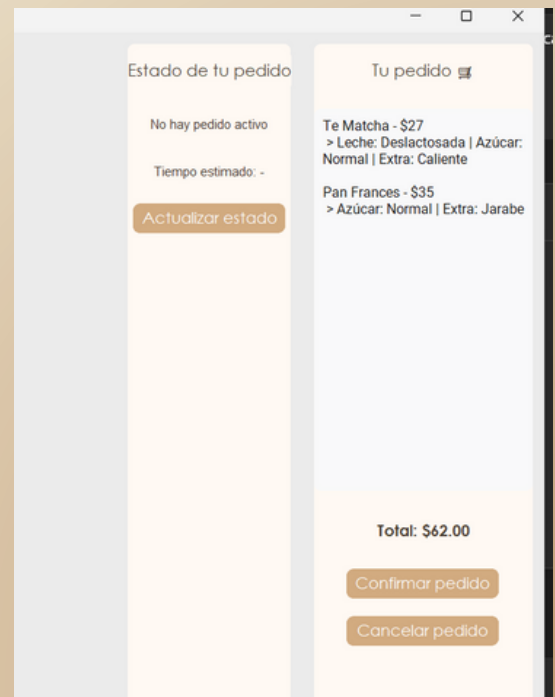 Estado de tu pedido
No hay pedido activo
Tiempo estimado: -
Actualizar estado
Tu pedido 🛒
Te Matcha - $27
> Leche: Deslactosada | Azúcar:
Normal | Extra: Caliente
Pan Frances - $35
> Azúcar: Normal | Extra: Jarabe
Total: $62.00
Confirmar pedido
Cancelar pedido